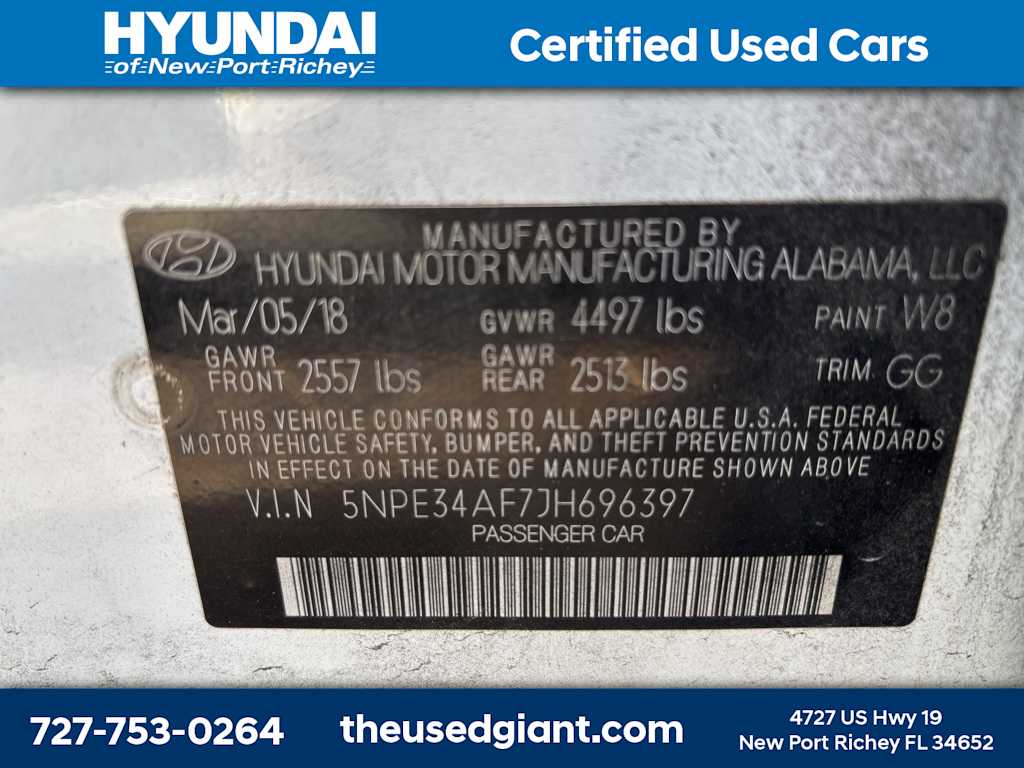 HYUNDAI
of New Port Richey
Certified Used Cars
MANUFACTURED BY
HYUNDAI MOTOR MANUFACTURING ALABAMA, LLC
Mar/05/18 GVWR 4497 lbs PAINT W8
GAWR FRONT 2557 lbs GAWR REAR 2513 lbs TRIM GG
THIS VEHICLE CONFORMS TO ALL APPLICABLE U.S.A. FEDERAL
MOTOR VEHICLE SAFETY, BUMPER, AND THEFT PREVENTION STANDARDS
IN EFFECT ON THE DATE OF MANUFACTURE SHOWN ABOVE
V.I.N 5NPE34AF7JH696397
PASSENGER CAR
727-753-0264
theusedgiant.com
4727 US Hwy 19
New Port Richey FL 34652